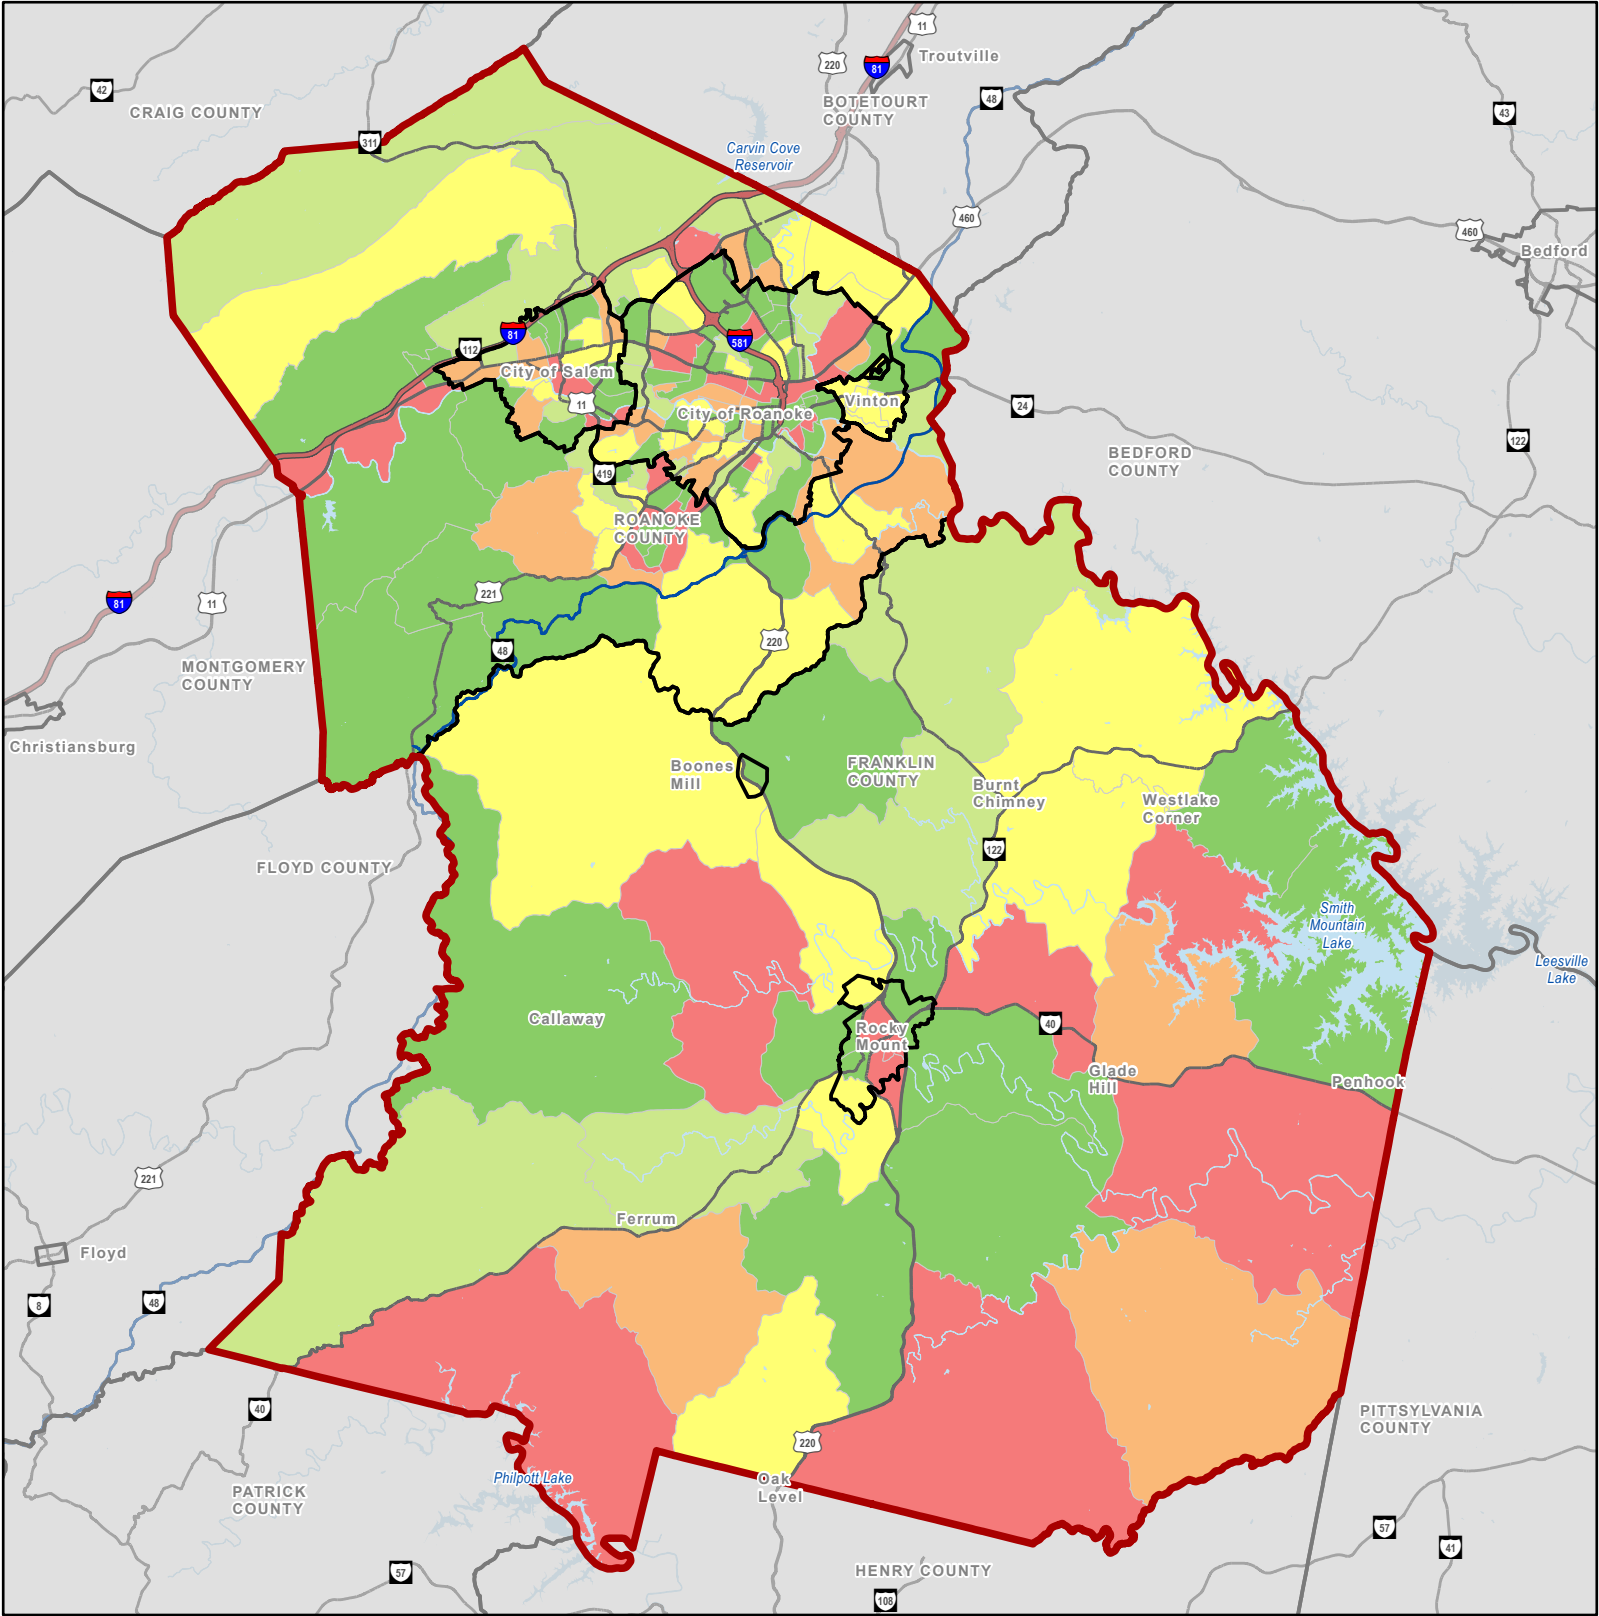 11
Troutville
220
81
42
CRAIG COUNTY
BOTETOURT
COUNTY
48
43
311
Carvin Cove
Reservoir
460
460
Bedford
81
581
112
City of Salem
11
City of Roanoke
Vinton
24
122
BEDFORD
COUNTY
419
ROANOKE
COUNTY
221
81
11
48
220
MONTGOMERY
COUNTY
Christiansburg
Boones
Mill
FRANKLIN
COUNTY
Burnt
Chimney
Westlake
Corner
122
FLOYD COUNTY
Smith
Mountain
Lake
Leesville
Lake
Callaway
Rocky
Mount
40
Glade
Hill
Penhook
221
Ferrum
Floyd
8
48
40
PITTSYLVANIA
COUNTY
220
Philpott Lake
Oak
Level
PATRICK
COUNTY
57
41
57
HENRY COUNTY
108